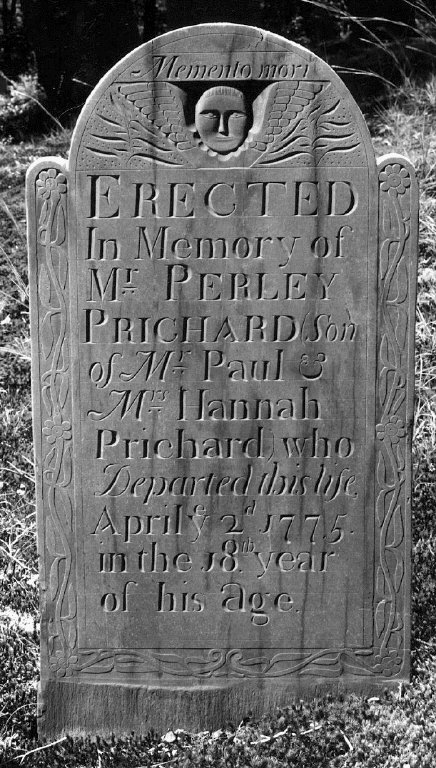 Memento mori
ERECTED
In Memory of
Mr. PERLEY
PRICHARD (Son
of Mr. Paul &
Mrs. Hannah
Prichard) who
Departed this life,
April ye 2d 1775.
in the 18th year
of his age.